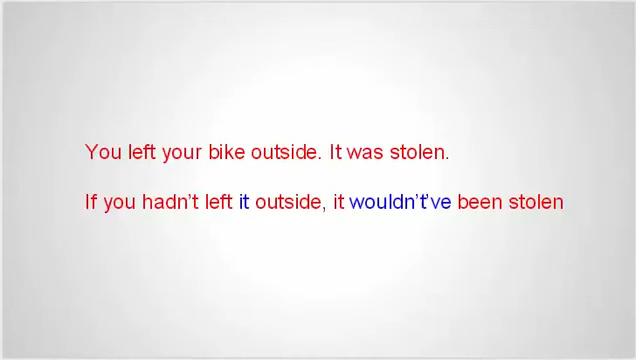 You left your bike outside. It was stolen.
If you hadn’t left it outside, it wouldn’t’ve been stolen